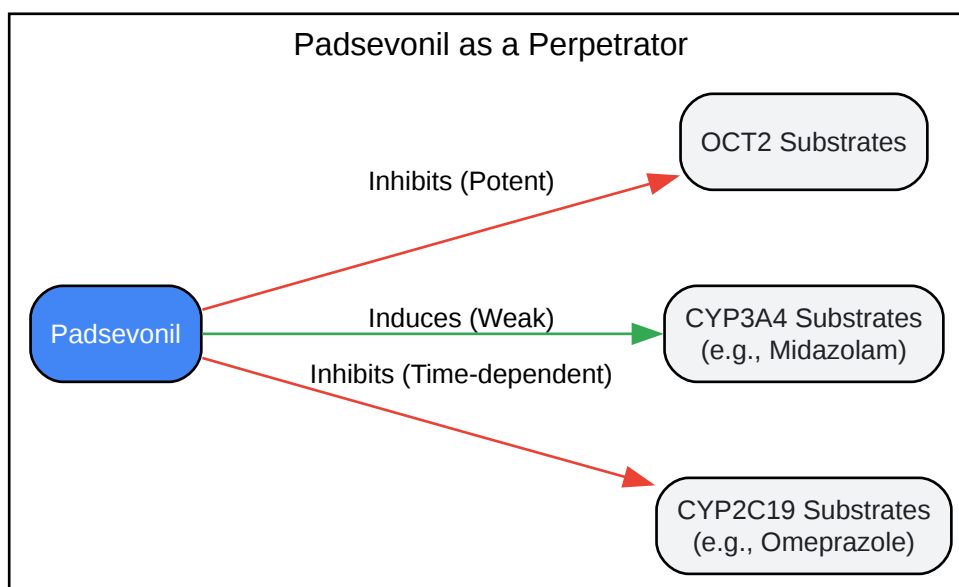 Padsevonil as a Perpetrator
OCT2 Substrates
Inhibits (Potent)
Padsevonil
Induces (Weak)
CYP3A4 Substrates
(e.g., Midazolam)
Inhibits (Time-dependent)
CYP2C19 Substrates
(e.g., Omeprazole)